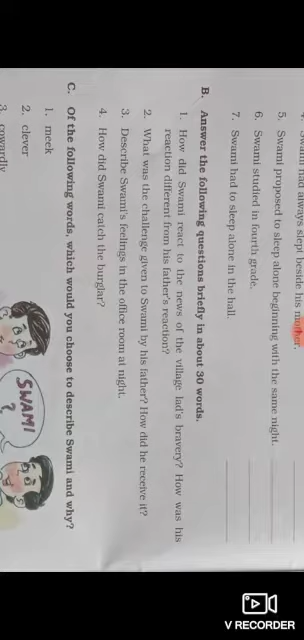 had always slept beside his mother.
5. Swami proposed to sleep alone beginning with the same night.
6. Swami studied in fourth grade.
7. Swami had to sleep alone in the hall.
B. Answer the following questions briefly in about 30 words.
1. How did Swami react to the news of the village lad's bravery? How was his
reaction different from his father's reaction?
2. What was the challenge given to Swami by his father? How did he receive it?
3. Describe Swami's feelings in the office room at night.
4. How did Swami catch the burglar?
C. Of the following words, which would you choose to describe Swami and why?
1. meek
2. clever
3. cowardly
SWAMI
?
V RECORDER